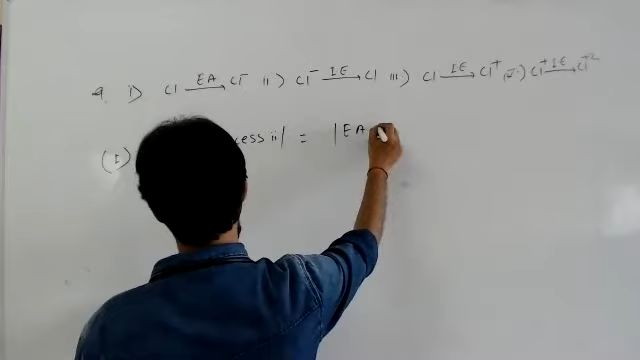 9. i) Cl EA→ Cl⁻ ii) Cl⁻ IE→ Cl iii) Cl IE→ Cl⁺ iv) Cl⁺ IE→ Cl⁺²
(I) cess ii| = |EA